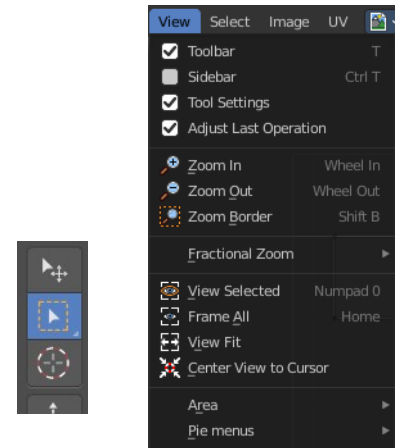 View Select Image UV
Toolbar T
Sidebar Ctrl T
Tool Settings
Adjust Last Operation
Zoom In Wheel In
Zoom Out Wheel Out
Zoom Border Shift B
Fractional Zoom
View Selected Numpad 0
Frame All Home
View Fit
Center View to Cursor
Area
Pie menus